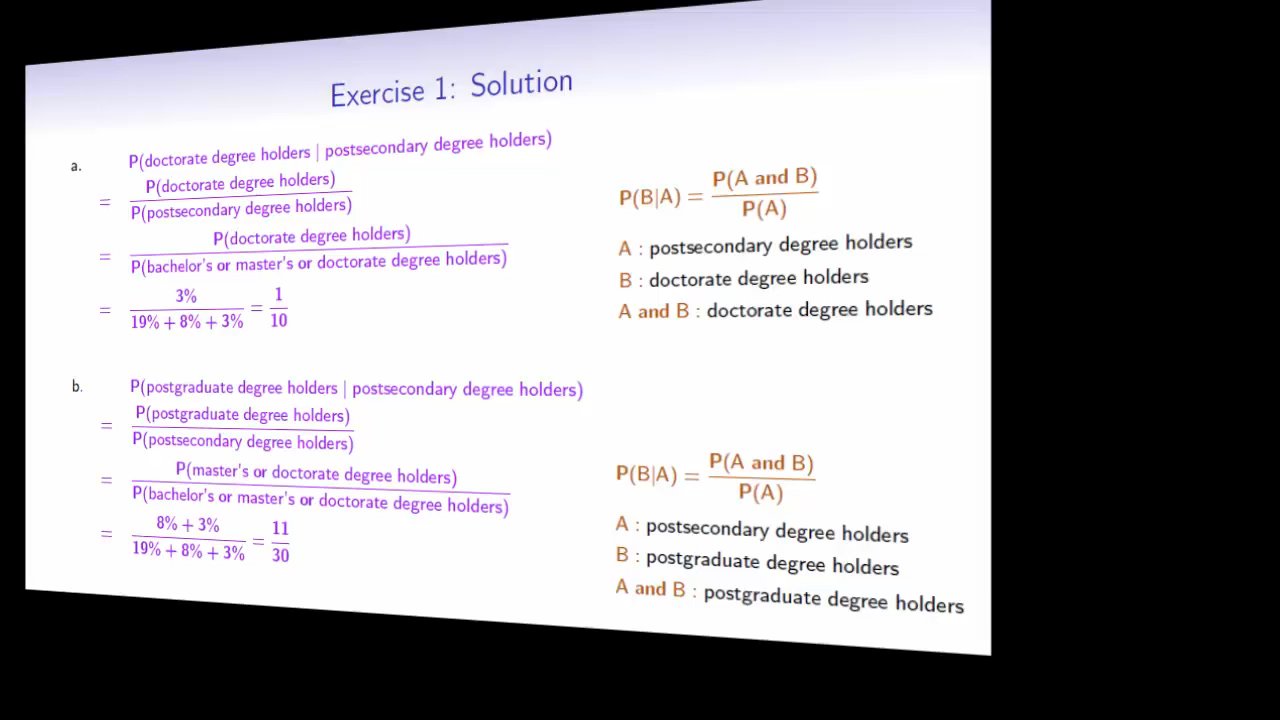 Exercise 1: Solution
a. P(doctorate degree holders | postsecondary degree holders)
= P(doctorate degree holders) / P(postsecondary degree holders)
= P(doctorate degree holders) / P(bachelor's or master's or doctorate degree holders)
= 3% / 19% + 8% + 3% = 1/10
P(B|A) = P(A and B) / P(A)
A : postsecondary degree holders
B : doctorate degree holders
A and B : doctorate degree holders
b. P(postgraduate degree holders | postsecondary degree holders)
= P(postgraduate degree holders) / P(postsecondary degree holders)
= P(master's or doctorate degree holders) / P(bachelor's or master's or doctorate degree holders)
= 8% + 3% / 19% + 8% + 3% = 11/30
P(B|A) = P(A and B) / P(A)
A : postsecondary degree holders
B : postgraduate degree holders
A and B : postgraduate degree holders